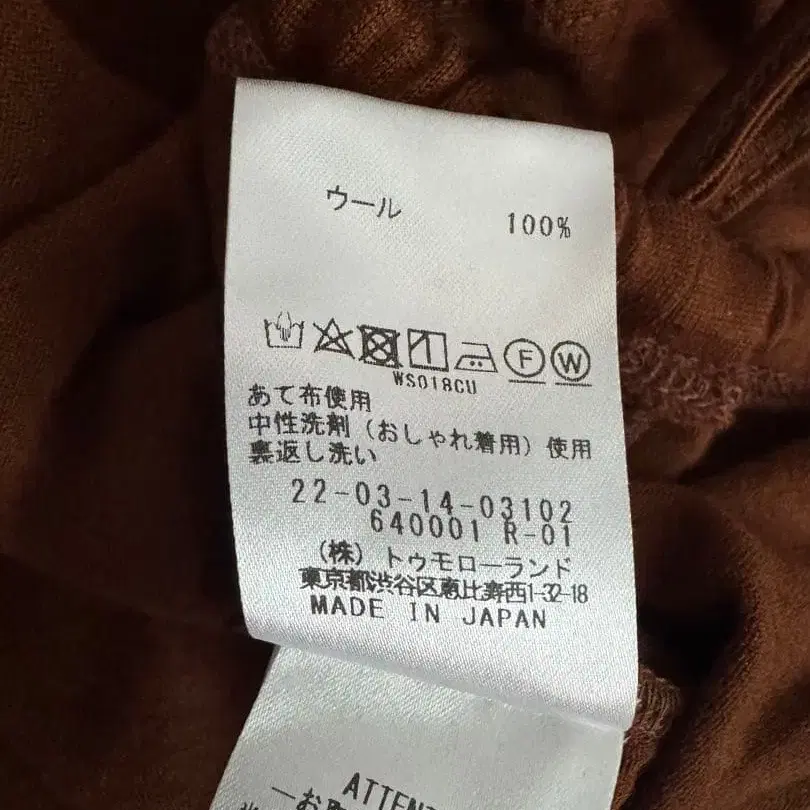 ウール 100%
F W
WS018CU
あて布使用
中性洗剤（おしゃれ着用）使用
裏返し洗い
22-03-14-03102
640001 R-01
（株）トゥモローランド
東京都渋谷区恵比寿西1-32-18
MADE IN JAPAN